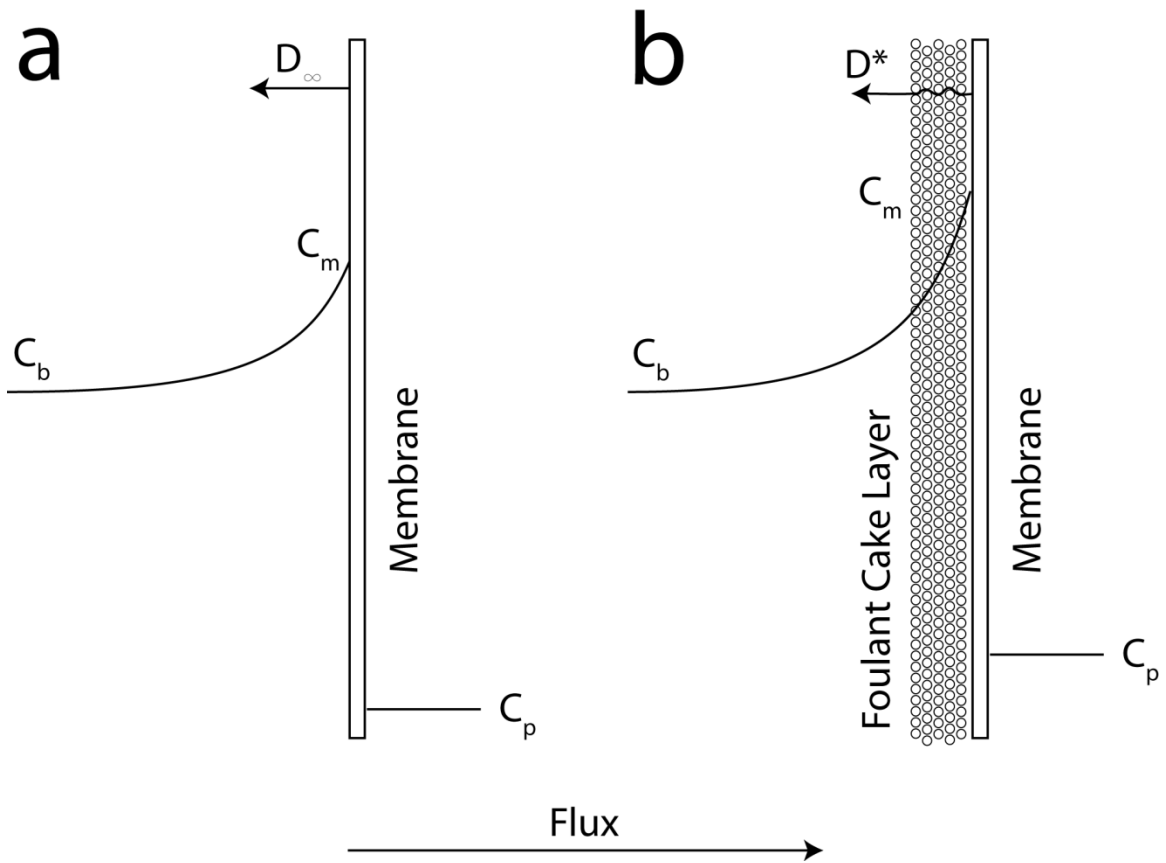 a
D∞
Cm
Cb
Membrane
Cp
b
D*
Cm
Cb
Foulant Cake Layer
Membrane
Cp
Flux